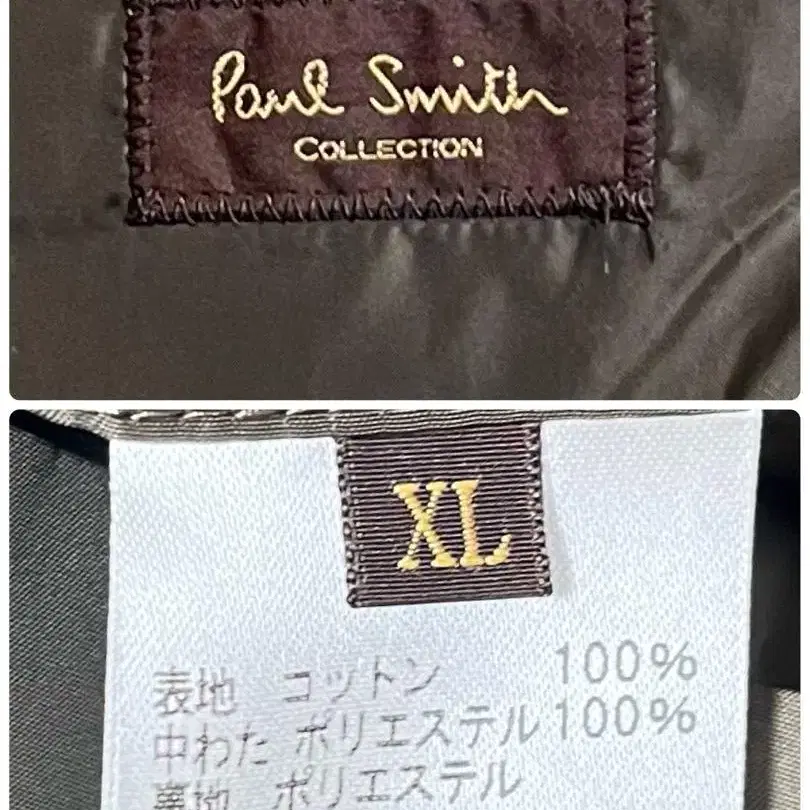 Paul Smith
COLLECTION
XL
表地 コットン 100%
中わた ポリエステル 100%
裏地 ポリエステル